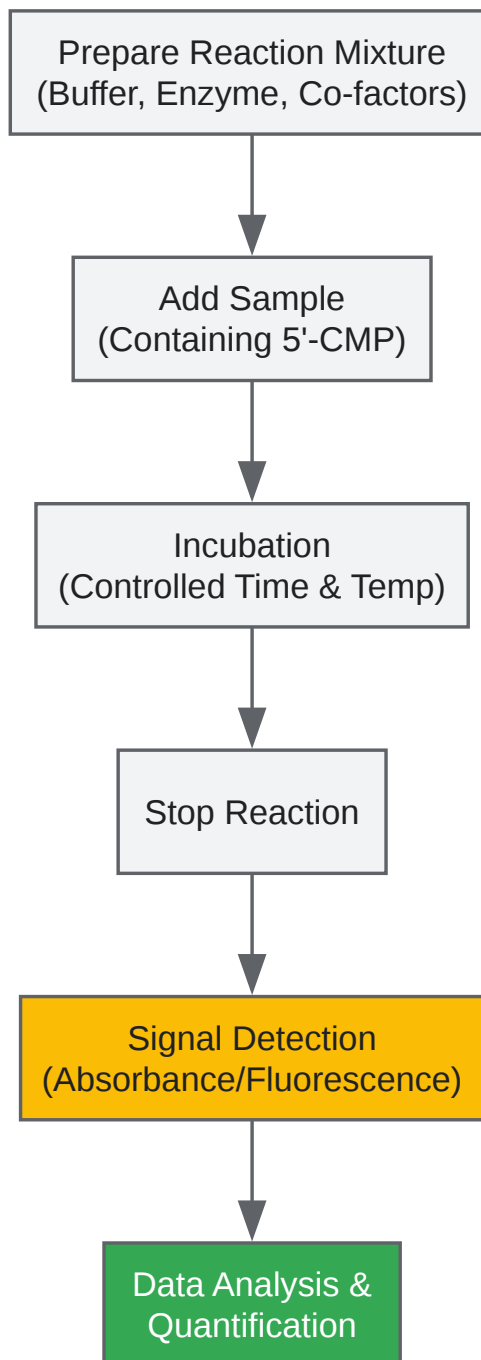 Prepare Reaction Mixture
(Buffer, Enzyme, Co-factors)
Add Sample
(Containing 5'-CMP)
Incubation
(Controlled Time & Temp)
Stop Reaction
Signal Detection
(Absorbance/Fluorescence)
Data Analysis &
Quantification